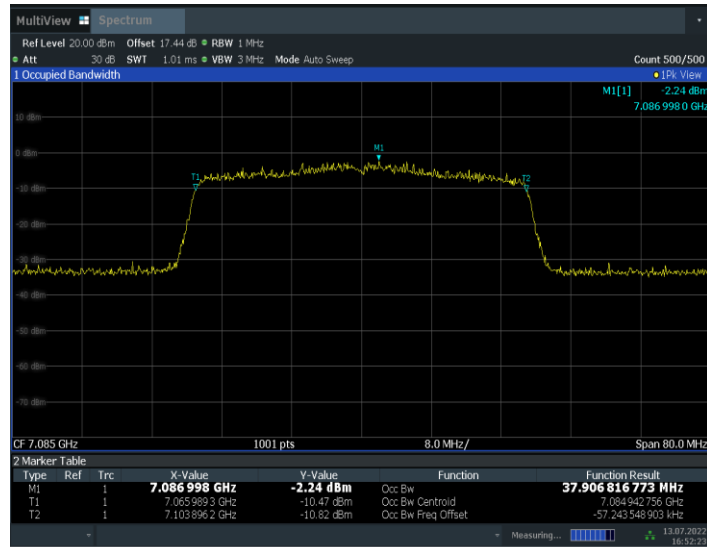 MultiView Spectrum
Ref Level 20.00 dBm Offset 17.44 dB RBW 1 MHz
Att 30 dB SWT 1.01 ms VBW 3 MHz Mode Auto Sweep Count 500/500
1 Occupied Bandwidth 1Pk View
M1[1] -2.24 dBm
7.086 998 0 GHz
10 dBm
M1
0 dBm
T1 T2
-10 dBm
-20 dBm
-30 dBm
-40 dBm
-50 dBm
-60 dBm
-70 dBm
CF 7.085 GHz 1001 pts 8.0 MHz/ Span 80.0 MHz
2 Marker Table
Type Ref Trc X-Value Y-Value Function Function Result
M1 1 7.086 998 GHz -2.24 dBm Occ Bw 37.906 816 773 MHz
T1 1 7.065 989 3 GHz -10.47 dBm Occ Bw Centroid 7.084 942 756 GHz
T2 1 7.103 896 2 GHz -10.82 dBm Occ Bw Freq Offset -57.243 548 903 kHz
Measuring... 13.07.2022
16:52:23